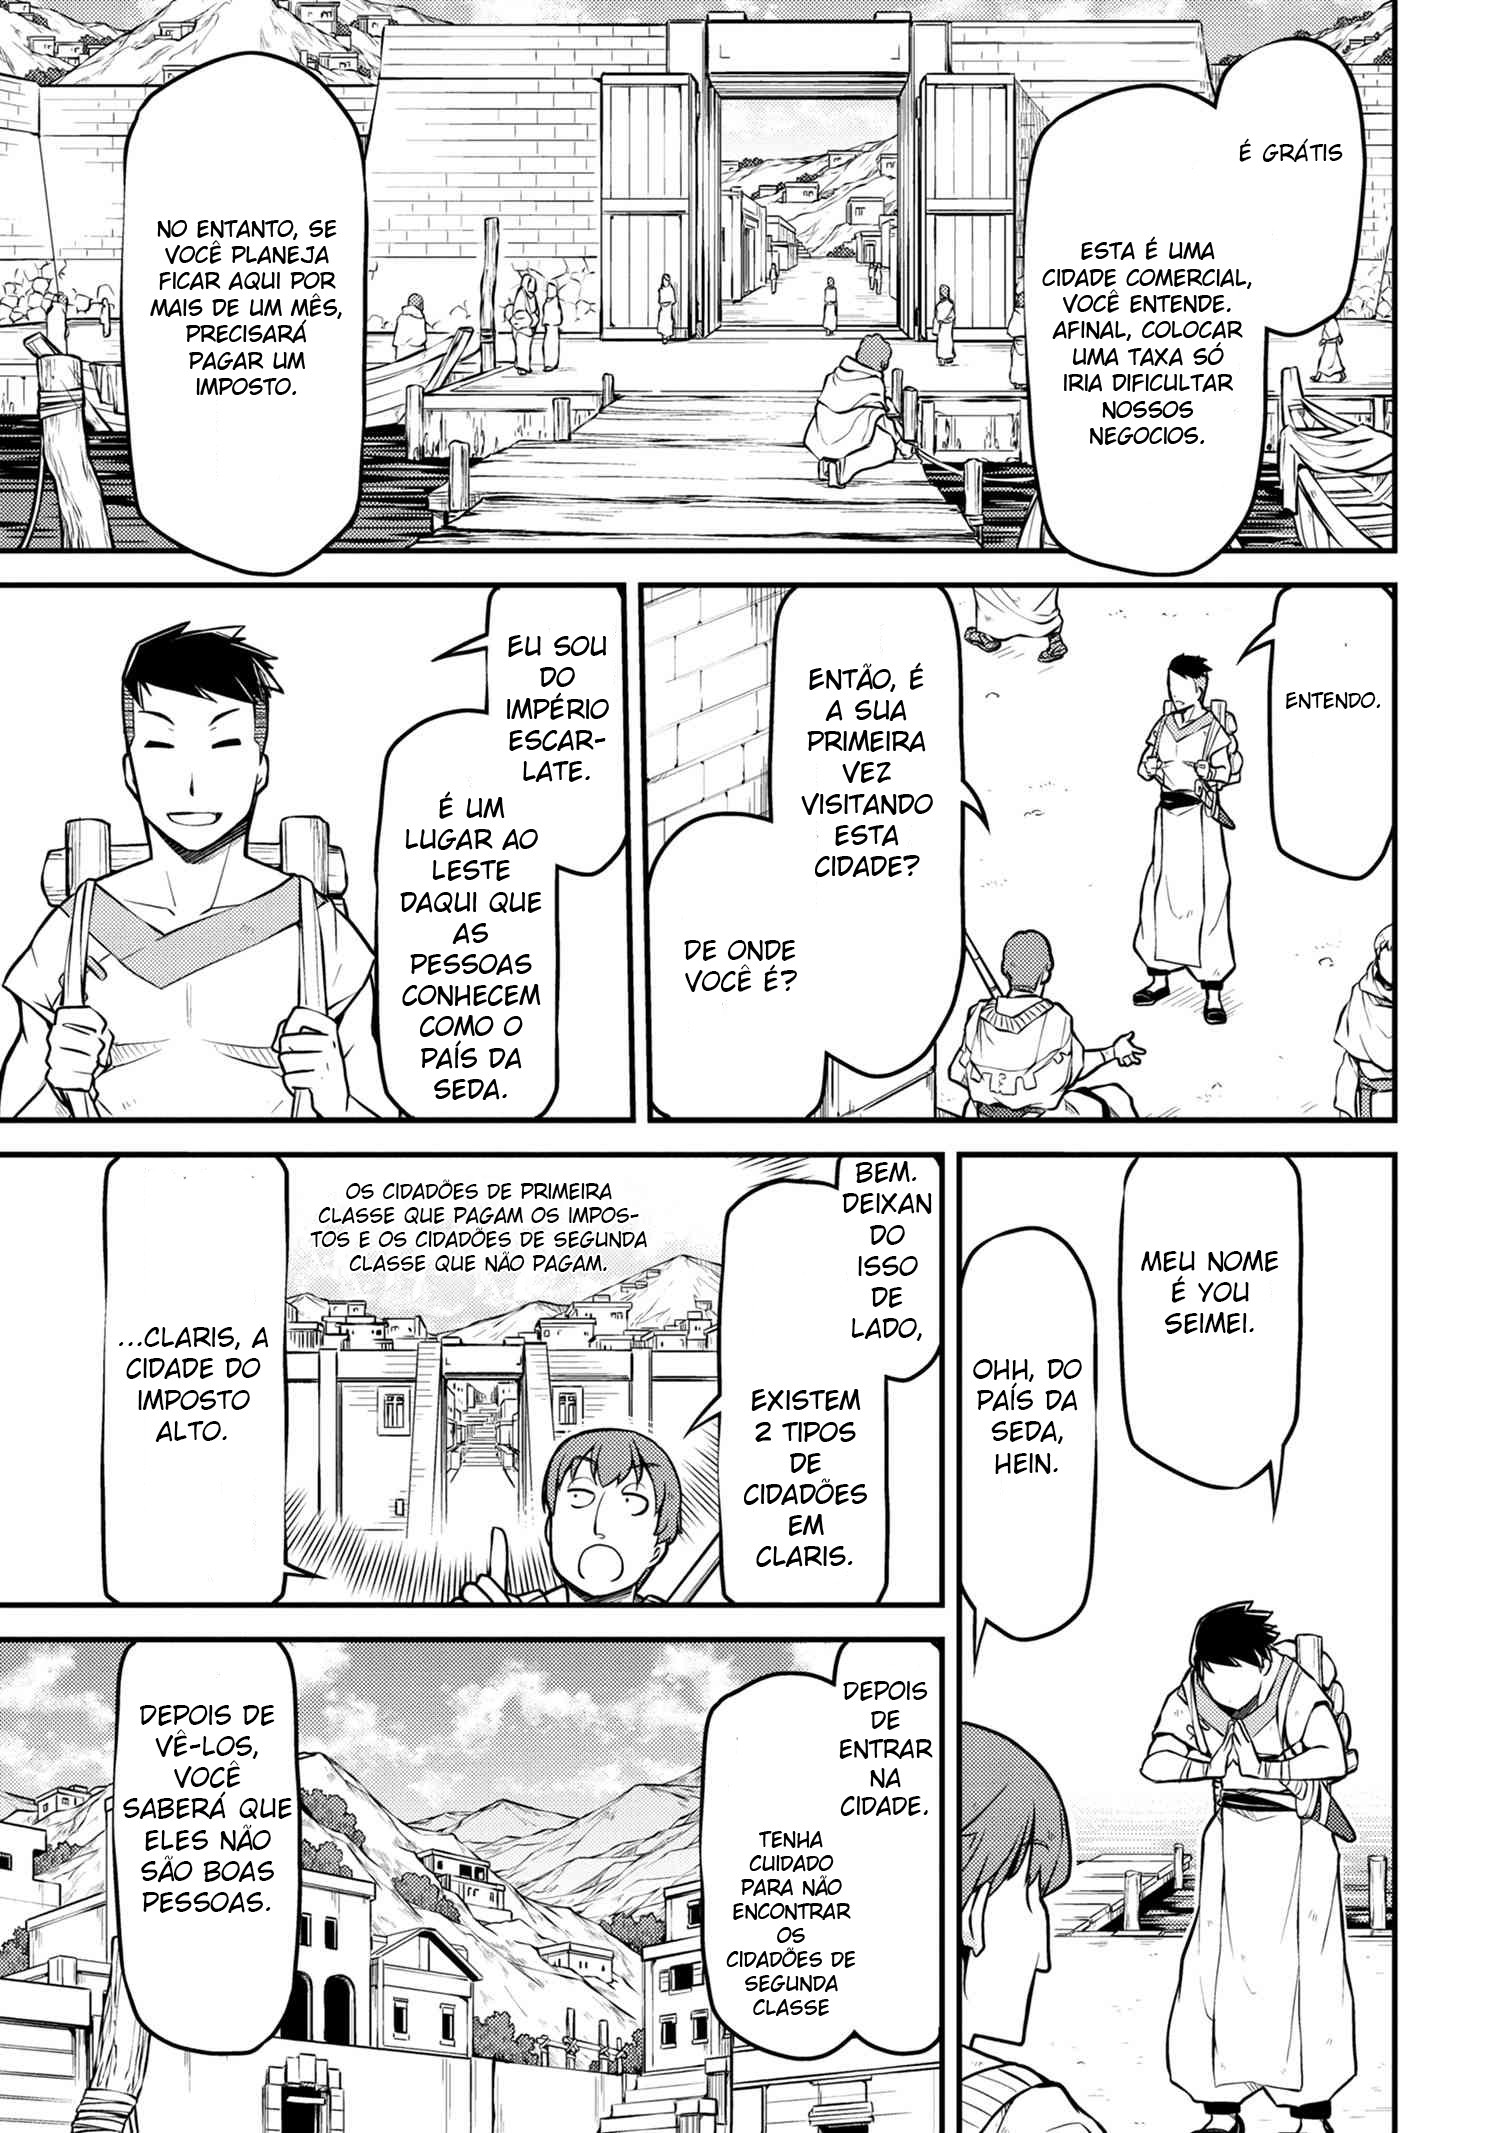 É GRÁTIS
ESTA É UMA
CIDADE COMERCIAL,
VOCÊ ENTENDE.
AFINAL, COLOCAR
UMA TAXA SÓ
IRIA DIFICULTAR
NOSSOS
NEGOCIOS.
NO ENTANTO, SE
VOCÊ PLANEJA
FICAR AQUI POR
MAIS DE UM MÊS,
PRECISARÁ
PAGAR UM
IMPOSTO.
ENTENDO.
ENTÃO, É
A SUA
PRIMEIRA
VEZ
VISITANDO
ESTA
CIDADE?
DE ONDE
VOCÊ É?
EU SOU
DO
IMPÉRIO
ESCAR-
LATE.
É UM
LUGAR AO
LESTE
DAQUI QUE
AS
PESSOAS
CONHECEM
COMO O
PAÍS DA
SEDA.
MEU NOME
É YOU
SEIMEI.
OHH, DO
PAÍS DA
SEDA,
HEIN.
BEM.
DEIXAN
DO
ISSO
DE
LADO,
EXISTEM
2 TIPOS
DE
CIDADÕES
EM
CLARIS.
OS CIDADÕES DE PRIMEIRA
CLASSE QUE PAGAM OS IMPOS-
TOS E OS CIDADÕES DE SEGUNDA
CLASSE QUE NÃO PAGAM.
...CLARIS, A
CIDADE DO
IMPOSTO
ALTO.
DEPOIS
DE
ENTRAR
NA
CIDADE.
TENHA
CUIDADO
PARA NÃO
ENCONTRAR
OS
CIDADÕES DE
SEGUNDA
CLASSE
DEPOIS DE
VÊ-LOS,
VOCÊ
SABERÁ QUE
ELES NÃO
SÃO BOAS
PESSOAS.